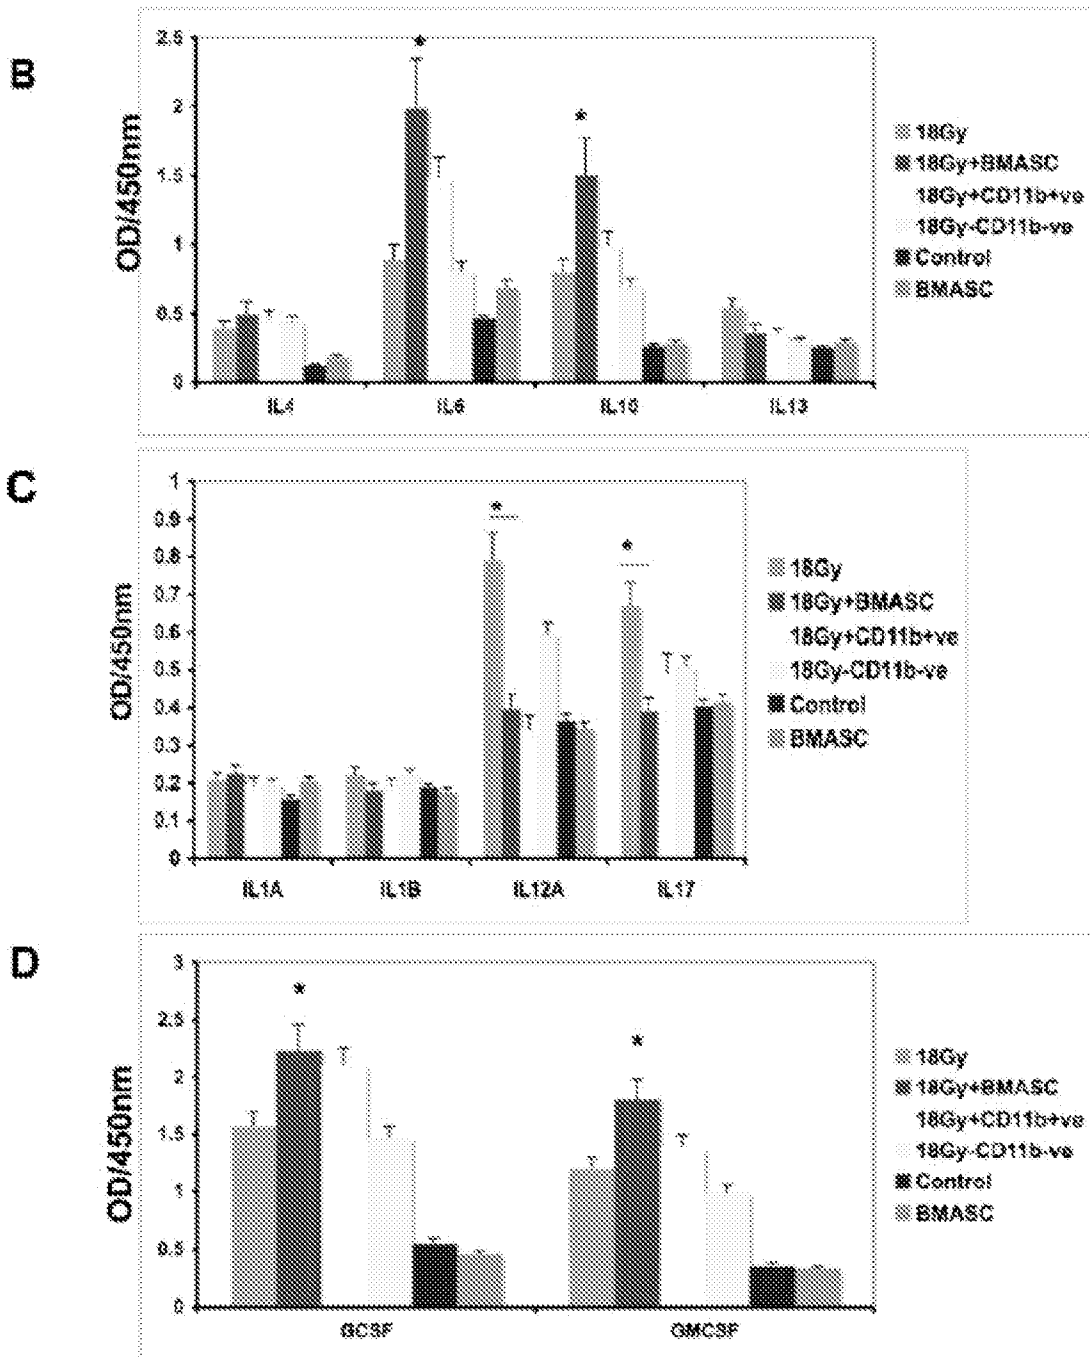 B
OD/450nm
2.5
2
1.5
1
0.5
0
*
*
IL4
IL6
IL10
IL13
18Gy
18Gy+BMASC
18Gy+CD11b+ve
18Gy-CD11b-ve
Control
BMASC
C
OD/450nm
1
0.9
0.8
0.7
0.6
0.5
0.4
0.3
0.2
0.1
0
*
*
IL1A
IL1B
IL12A
IL17
18Gy
18Gy+BMASC
18Gy+CD11b+ve
18Gy-CD11b-ve
Control
BMASC
D
OD/450nm
3
2.5
2
1.5
1
0.5
0
*
*
GCSF
GMCSF
18Gy
18Gy+BMASC
18Gy+CD11b+ve
18Gy-CD11b-ve
Control
BMASC